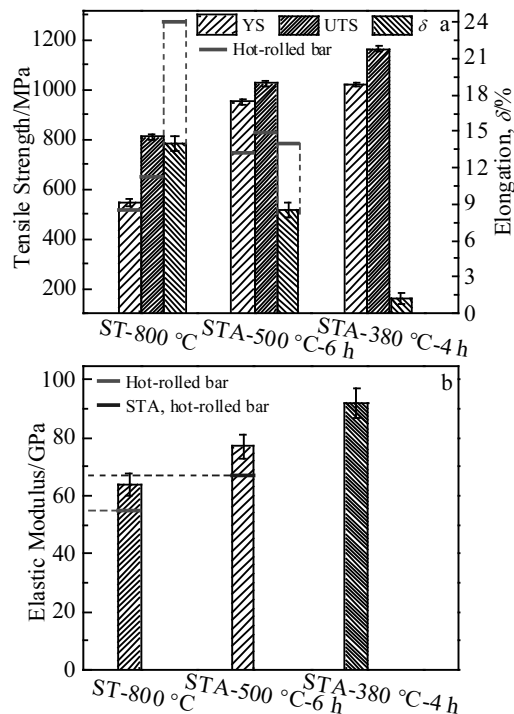 YS UTS δ a
Hot-rolled bar
1200
1000
800
600
400
200
Tensile Strength/MPa
24
21
18
15
12
9
6
3
0
Elongation, δ/%
ST-800 °C
STA-500 °C-6 h
STA-380 °C-4 h
b
Hot-rolled bar
STA, hot-rolled bar
100
80
60
40
20
0
Elastic Modulus/GPa
ST-800 °C
STA-500 °C-6 h
STA-380 °C-4 h